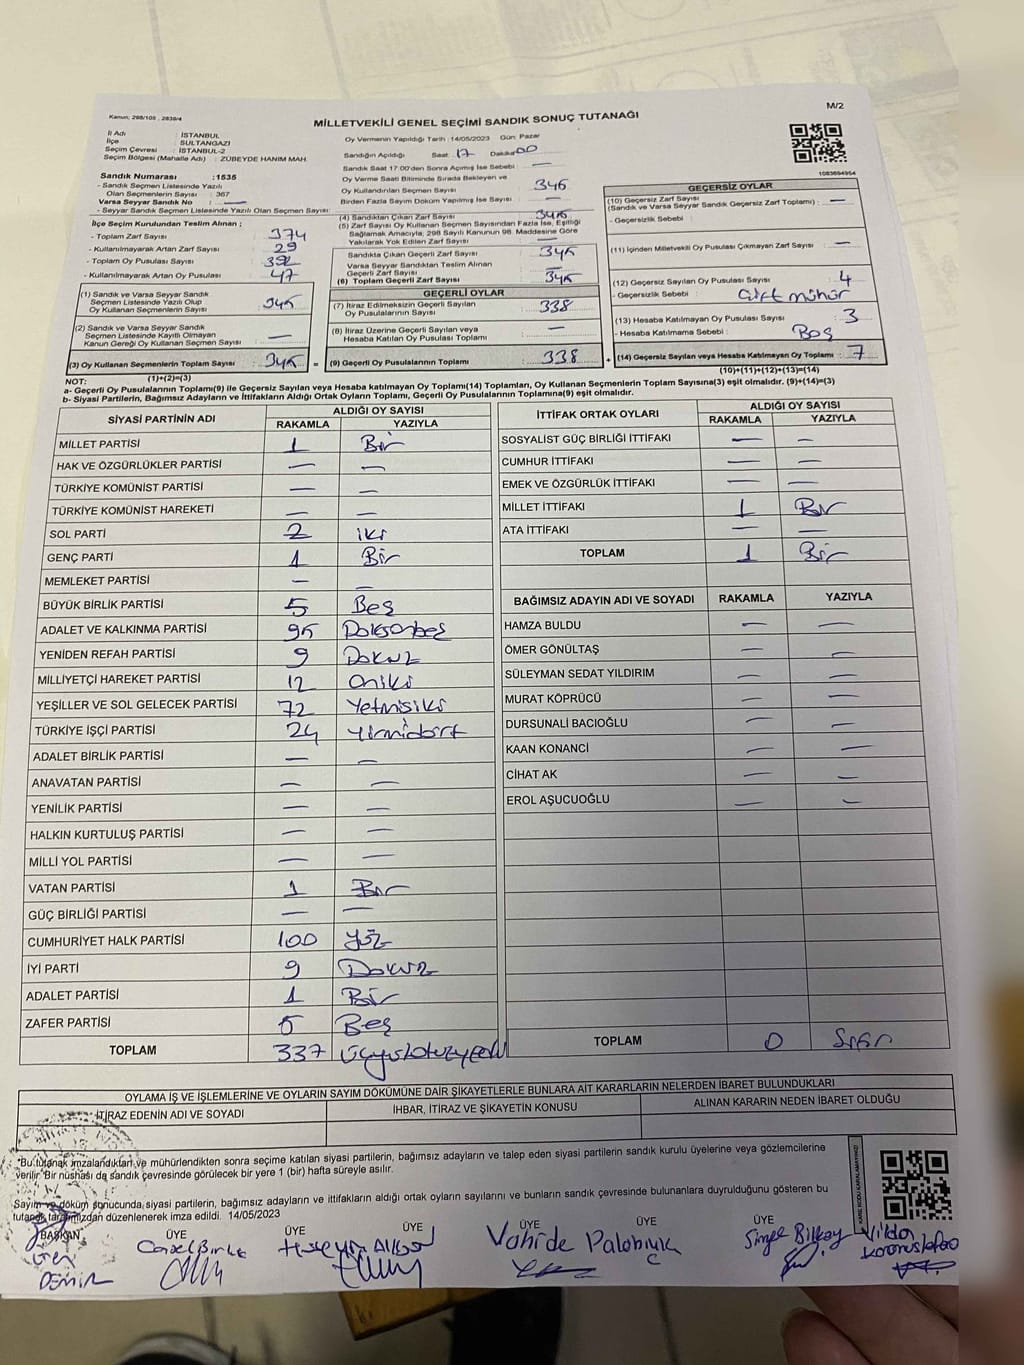 M/2
Kanun; 298/105 , 2839/4
MİLLETVEKİLİ GENEL SEÇİMİ SANDIK SONUÇ TUTANAĞI
İl Adı : İSTANBUL
İlçe : SULTANGAZİ
Seçim Çevresi : İSTANBUL-2
Seçim Bölgesi (Mahalle Adı) : ZÜBEYDE HANIM MAH.
Sandık Numarası : 1535
- Sandık Seçmen Listesinde Yazılı
Olan Seçmenlerin Sayısı : 367
Varsa Seyyar Sandık No : —
- Seyyar Sandık Seçmen Listesinde Yazılı Olan Seçmen Sayısı:
İlçe Seçim Kurulundan Teslim Alınan ;
- Toplam Zarf Sayısı : 374
- Kullanılmayarak Artan Zarf Sayısı : 29
- Toplam Oy Pusulası Sayısı : 392
- Kullanılmayarak Artan Oy Pusulası : 47
(1) Sandık ve Varsa Seyyar Sandık
Seçmen Listesinde Yazılı Olup
Oy Kullanan Seçmenlerin Sayısı : 345
(2) Sandık ve Varsa Seyyar Sandık
Seçmen Listesinde Kayıtlı Olmayan
Kanun Gereği Oy Kullanan Seçmen Sayısı : —
(3) Oy Kullanan Seçmenlerin Toplam Sayısı : 345
(1)+(2)=(3)
Oy Vermenin Yapıldığı Tarih : 14/05/2023 Gün: Pazar
Sandığın Açıldığı Saat : 17 Dakika: 00
Sandık Saat 17.00'den Sonra Açılmış İse Sebebi : —
Oy Verme Saati Bitiminde Sırada Bekleyen ve
Oy Kullandırılan Seçmen Sayısı
Birden Fazla Sayım Döküm Yapılmış İse Sayısı : —
(4) Sandıktan Çıkan Zarf Sayısı : 345
(5) Zarf Sayısı Oy Kullanan Seçmen Sayısından Fazla İse, Eşitliği
Sağlamak Amacıyla, 298 Sayılı Kanunun 98. Maddesine Göre
Yakılarak Yok Edilen Zarf Sayısı : —
Sandıkta Çıkan Geçerli Zarf Sayısı : 345
Varsa Seyyar Sandıktan Teslim Alınan
Geçerli Zarf Sayısı : —
(6) Toplam Geçerli Zarf Sayısı : 345
GEÇERLİ OYLAR
(7) İtiraz Edilmeksizin Geçerli Sayılan
Oy Pusulalarının Sayısı : 338
(8) İtiraz Üzerine Geçerli Sayılan veya
Hesaba Katılan Oy Pusulası Toplamı : —
= (9) Geçerli Oy Pusulalarının Toplamı : 338
1083694954
GEÇERSİZ OYLAR
(10) Geçersiz Zarf Sayısı
(Sandık ve Varsa Seyyar Sandık Geçersiz Zarf Toplamı) : —
- Geçersizlik Sebebi :
(11) İçinden Milletvekili Oy Pusulası Çıkmayan Zarf Sayısı : —
(12) Geçersiz Sayılan Oy Pusulası Sayısı : 4
- Geçersizlik Sebebi : Çift mühür
(13) Hesaba Katılmayan Oy Pusulası Sayısı : 3
- Hesaba Katılmama Sebebi : Boş
+ (14) Geçersiz Sayılan veya Hesaba Katılmayan Oy Toplamı : 7
(10)+(11)+(12)+(13)=(14)
NOT:
a- Geçerli Oy Pusulalarının Toplamı(9) ile Geçersiz Sayılan veya Hesaba Katılmayan Oy Toplamı(14) Toplamları, Oy Kullanan Seçmenlerin Toplam Sayısına(3) eşit olmalıdır. (9)+(14)=(3)
b- Siyasi Partilerin, Bağımsız Adayların ve İttifakların Aldığı Ortak Oyların Toplamı, Geçerli Oy Pusulalarının Toplamına(9) eşit olmalıdır.
SİYASİ PARTİNİN ADI ALDIĞI OY SAYISI
RAKAMLA YAZIYLA
MİLLET PARTİSİ 1 Bir
HAK VE ÖZGÜRLÜKLER PARTİSİ — —
TÜRKİYE KOMÜNİST PARTİSİ — —
TÜRKİYE KOMÜNİST HAREKETİ — —
SOL PARTİ 2 iki
GENÇ PARTİ 1 Bir
MEMLEKET PARTİSİ — —
BÜYÜK BİRLİK PARTİSİ 5 Beş
ADALET VE KALKINMA PARTİSİ 95 Doksanbeş
YENİDEN REFAH PARTİSİ 9 Dokuz
MİLLİYETÇİ HAREKET PARTİSİ 12 Oniki
YEŞİLLER VE SOL GELECEK PARTİSİ 72 Yetmişiki
TÜRKİYE İŞÇİ PARTİSİ 24 Yirmidört
ADALET BİRLİK PARTİSİ — —
ANAVATAN PARTİSİ — —
YENİLİK PARTİSİ — —
HALKIN KURTULUŞ PARTİSİ — —
MİLLİ YOL PARTİSİ — —
VATAN PARTİSİ 1 Bir
GÜÇ BİRLİĞİ PARTİSİ — —
CUMHURİYET HALK PARTİSİ 100 Yüz
İYİ PARTİ 9 Dokuz
ADALET PARTİSİ 1 Bir
ZAFER PARTİSİ 5 Beş
TOPLAM 337 üçyüzotuzyedi
İTTİFAK ORTAK OYLARI ALDIĞI OY SAYISI
RAKAMLA YAZIYLA
SOSYALİST GÜÇ BİRLİĞİ İTTİFAKI — —
CUMHUR İTTİFAKI — —
EMEK VE ÖZGÜRLÜK İTTİFAKI — —
MİLLET İTTİFAKI 1 Bir
ATA İTTİFAKI — —
TOPLAM 1 Bir
BAĞIMSIZ ADAYIN ADI VE SOYADI RAKAMLA YAZIYLA
HAMZA BULDU — —
ÖMER GÖNÜLTAŞ — —
SÜLEYMAN SEDAT YILDIRIM — —
MURAT KÖPRÜCÜ — —
DURSUNALİ BACIOĞLU — —
KAAN KONANCİ — —
CİHAT AK — —
EROL AŞUCUOĞLU — —
TOPLAM 0 Sıfır
OYLAMA İŞ VE İŞLEMLERİNE VE OYLARIN SAYIM DÖKÜMÜNE DAİR ŞİKAYETLERLE BUNLARA AİT KARARLARIN NELERDEN İBARET BULUNDUKLARI
İTİRAZ EDENİN ADI VE SOYADI İHBAR, İTİRAZ VE ŞİKAYETİN KONUSU ALINAN KARARIN NEDEN İBARET OLDUĞU
"Bu tutanak imzalandıktan ve mühürlendikten sonra seçime katılan siyasi partilerin, bağımsız adayların ve talep eden siyasi partilerin sandık kurulu üyelerine veya gözlemcilerine
verilir. Bir nüshası da sandık çevresinde görülecek bir yere 1 (bir) hafta süreyle asılır.
Sayım ve döküm sonucunda, siyasi partilerin, bağımsız adayların ve ittifakların aldığı ortak oyların sayılarını ve bunların sandık çevresinde bulunanlara duyrulduğunu gösteren bu
tutanak tarafımızdan düzenlenerek imza edildi. 14/05/2023
BAŞKAN ÜYE ÜYE ÜYE ÜYE ÜYE
DEMİR Vahide Palabıyık Simge Bilkay Vildan